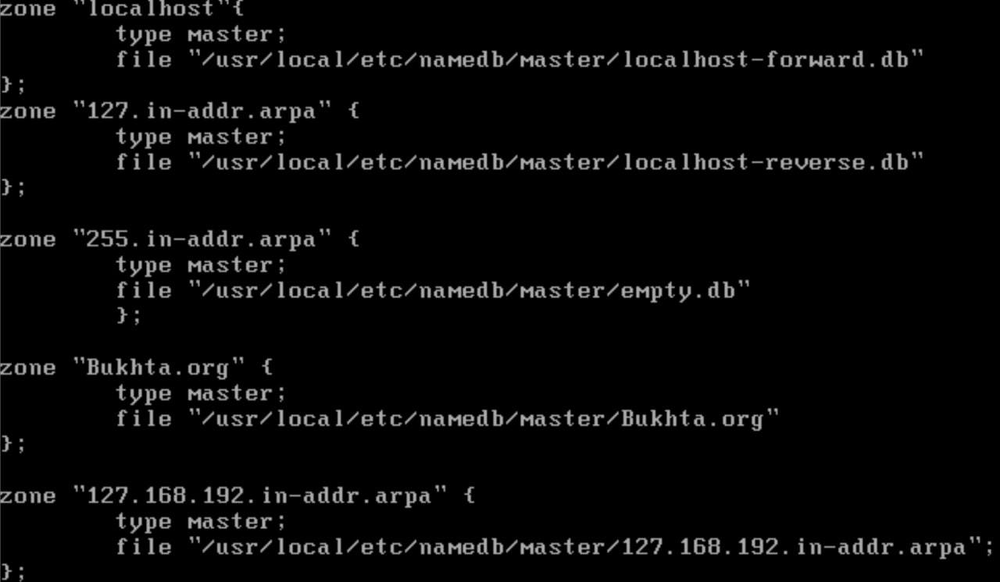 zone "localhost"{
type master;
file "/usr/local/etc/namedb/master/localhost-forward.db"
};
zone "127.in-addr.arpa" {
type master;
file "/usr/local/etc/namedb/master/localhost-reverse.db"
};
zone "255.in-addr.arpa" {
type master;
file "/usr/local/etc/namedb/master/empty.db"
};
zone "Bukhta.org" {
type master;
file "/usr/local/etc/namedb/master/Bukhta.org"
};
zone "127.168.192.in-addr.arpa" {
type master;
file "/usr/local/etc/namedb/master/127.168.192.in-addr.arpa";
};